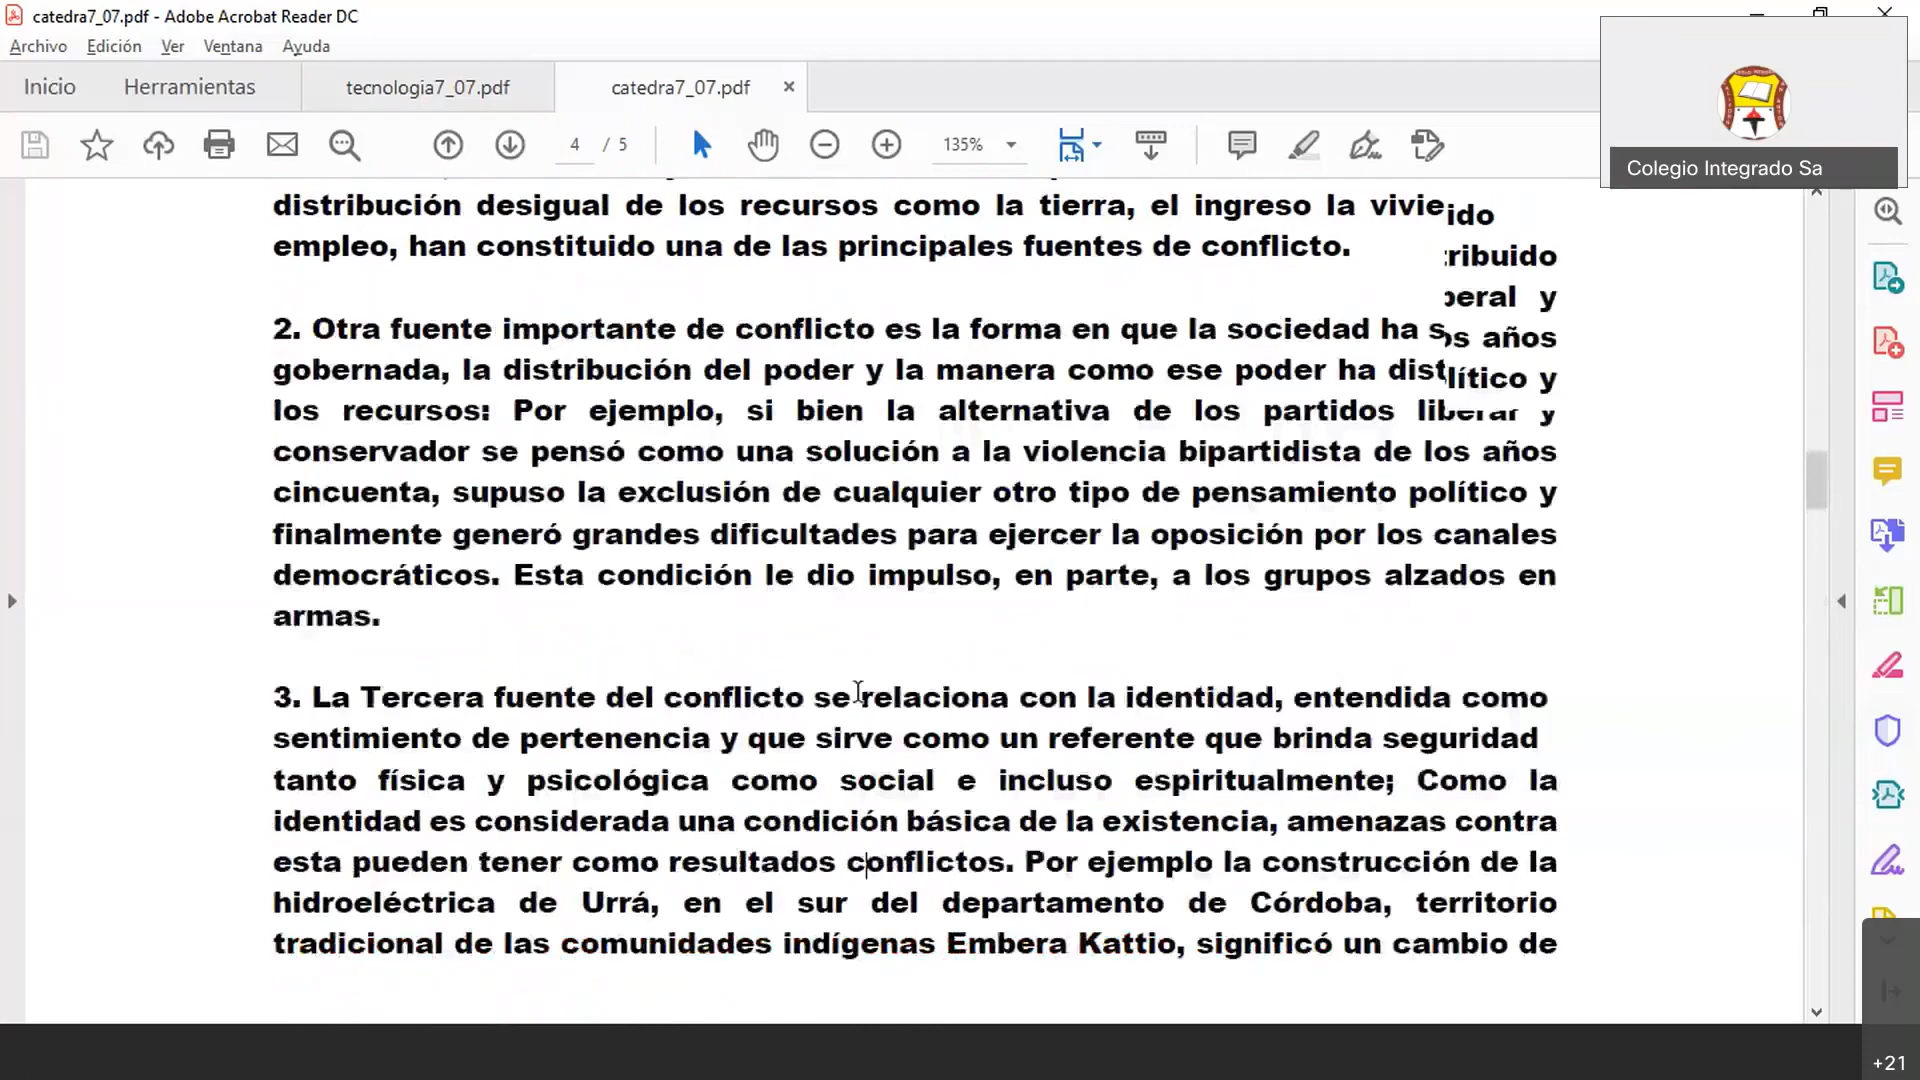 catedra7_07.pdf - Adobe Acrobat Reader DC
Archivo Edición Ver Ventana Ayuda
Inicio Herramientas tecnologia7_07.pdf catedra7_07.pdf ×
4 / 5 135%
Colegio Integrado Sa
distribución desigual de los recursos como la tierra, el ingreso la vivie
ido
empleo, han constituido una de las principales fuentes de conflicto.
ribuido
beral y
2. Otra fuente importante de conflicto es la forma en que la sociedad ha s
os años
gobernada, la distribución del poder y la manera como ese poder ha dist
lítico y
los recursos: Por ejemplo, si bien la alternativa de los partidos liberal y
conservador se pensó como una solución a la violencia bipartidista de los años
cincuenta, supuso la exclusión de cualquier otro tipo de pensamiento político y
finalmente generó grandes dificultades para ejercer la oposición por los canales
democráticos. Esta condición le dio impulso, en parte, a los grupos alzados en
armas.
3. La Tercera fuente del conflicto se relaciona con la identidad, entendida como
sentimiento de pertenencia y que sirve como un referente que brinda seguridad
tanto física y psicológica como social e incluso espiritualmente; Como la
identidad es considerada una condición básica de la existencia, amenazas contra
esta pueden tener como resultados conflictos. Por ejemplo la construcción de la
hidroeléctrica de Urrá, en el sur del departamento de Córdoba, territorio
tradicional de las comunidades indígenas Embera Kattio, significó un cambio de
+21